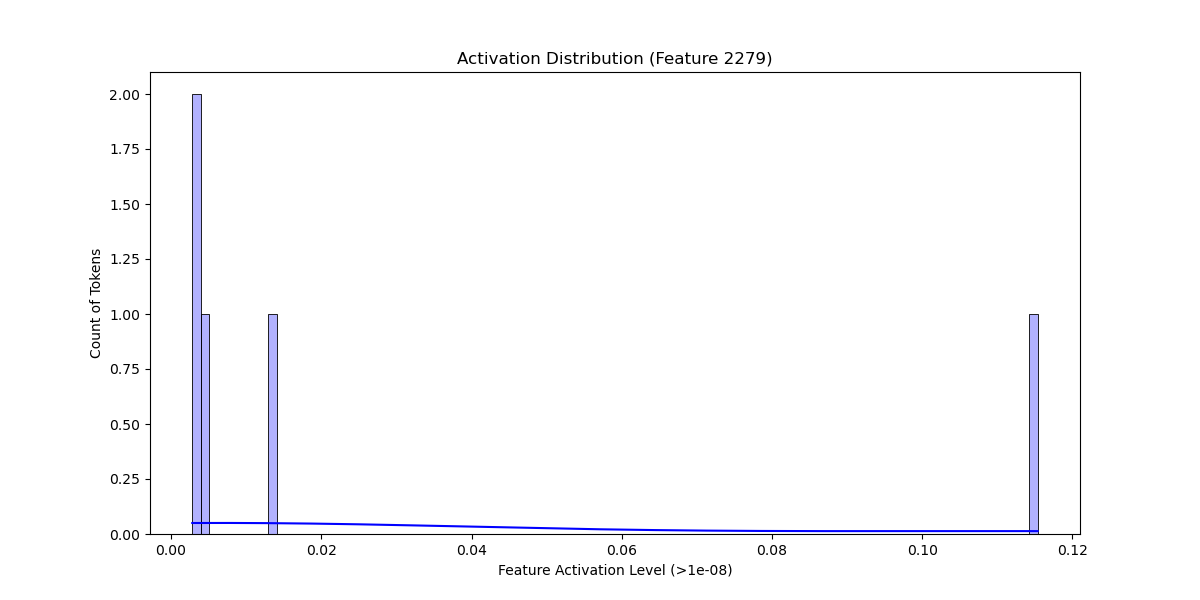 Activation Distribution (Feature 2279)
2.00
1.75
1.50
1.25
1.00
0.75
0.50
0.25
0.00
Count of Tokens
0.00 0.02 0.04 0.06 0.08 0.10 0.12
Feature Activation Level (>1e-08)